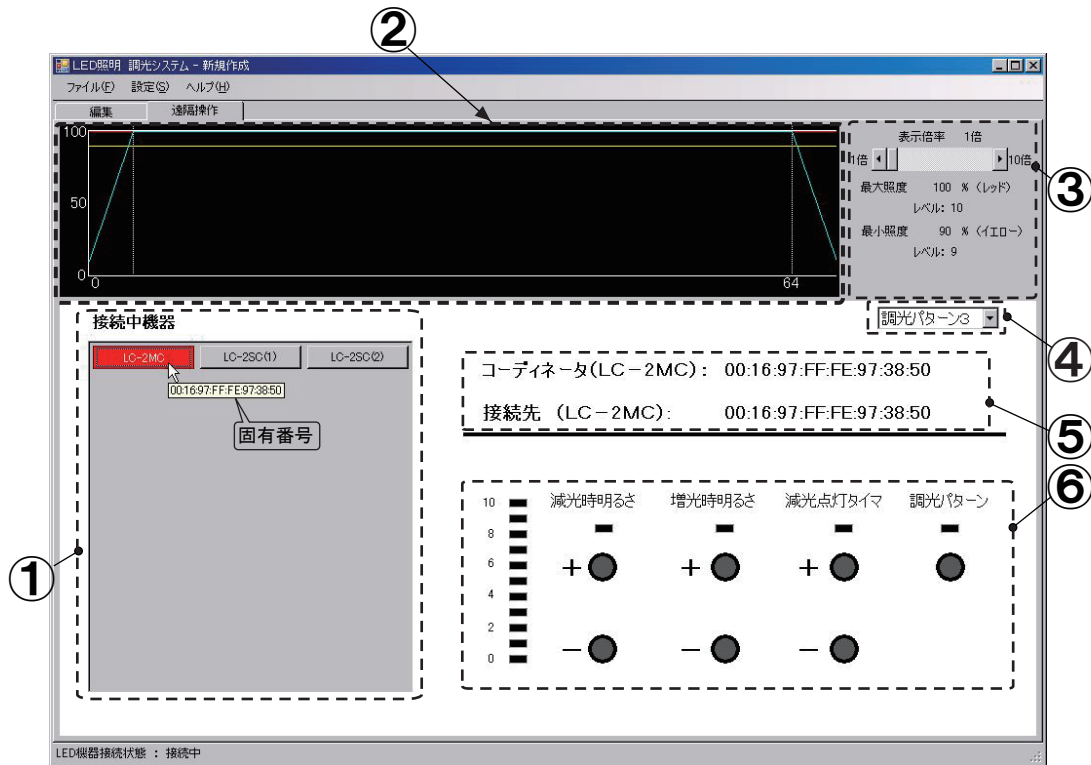 ②
LED照明 調光システム - 新規作成
ファイル(F) 設定(S) ヘルプ(H)
編集 遠隔操作
100
50
0
0 64
表示倍率 1倍
1倍 10倍
③
最大照度 100 % (レッド)
レベル: 10
最小照度 90 % (イエロー)
レベル: 9
接続中機器
調光パターン3
④
LC-2MC LC-2SC(1) LC-2SC(2)
00:16:97:FF:FE:97:38:50
固有番号
コーディネータ(LC-2MC): 00:16:97:FF:FE:97:38:50
接続先 (LC-2MC): 00:16:97:FF:FE:97:38:50
⑤
⑥
10 減光時明るさ 増光時明るさ 減光点灯タイマ 調光パターン
8
6 + + +
4
2
0 - - -
①
LED機器接続状態 : 接続中